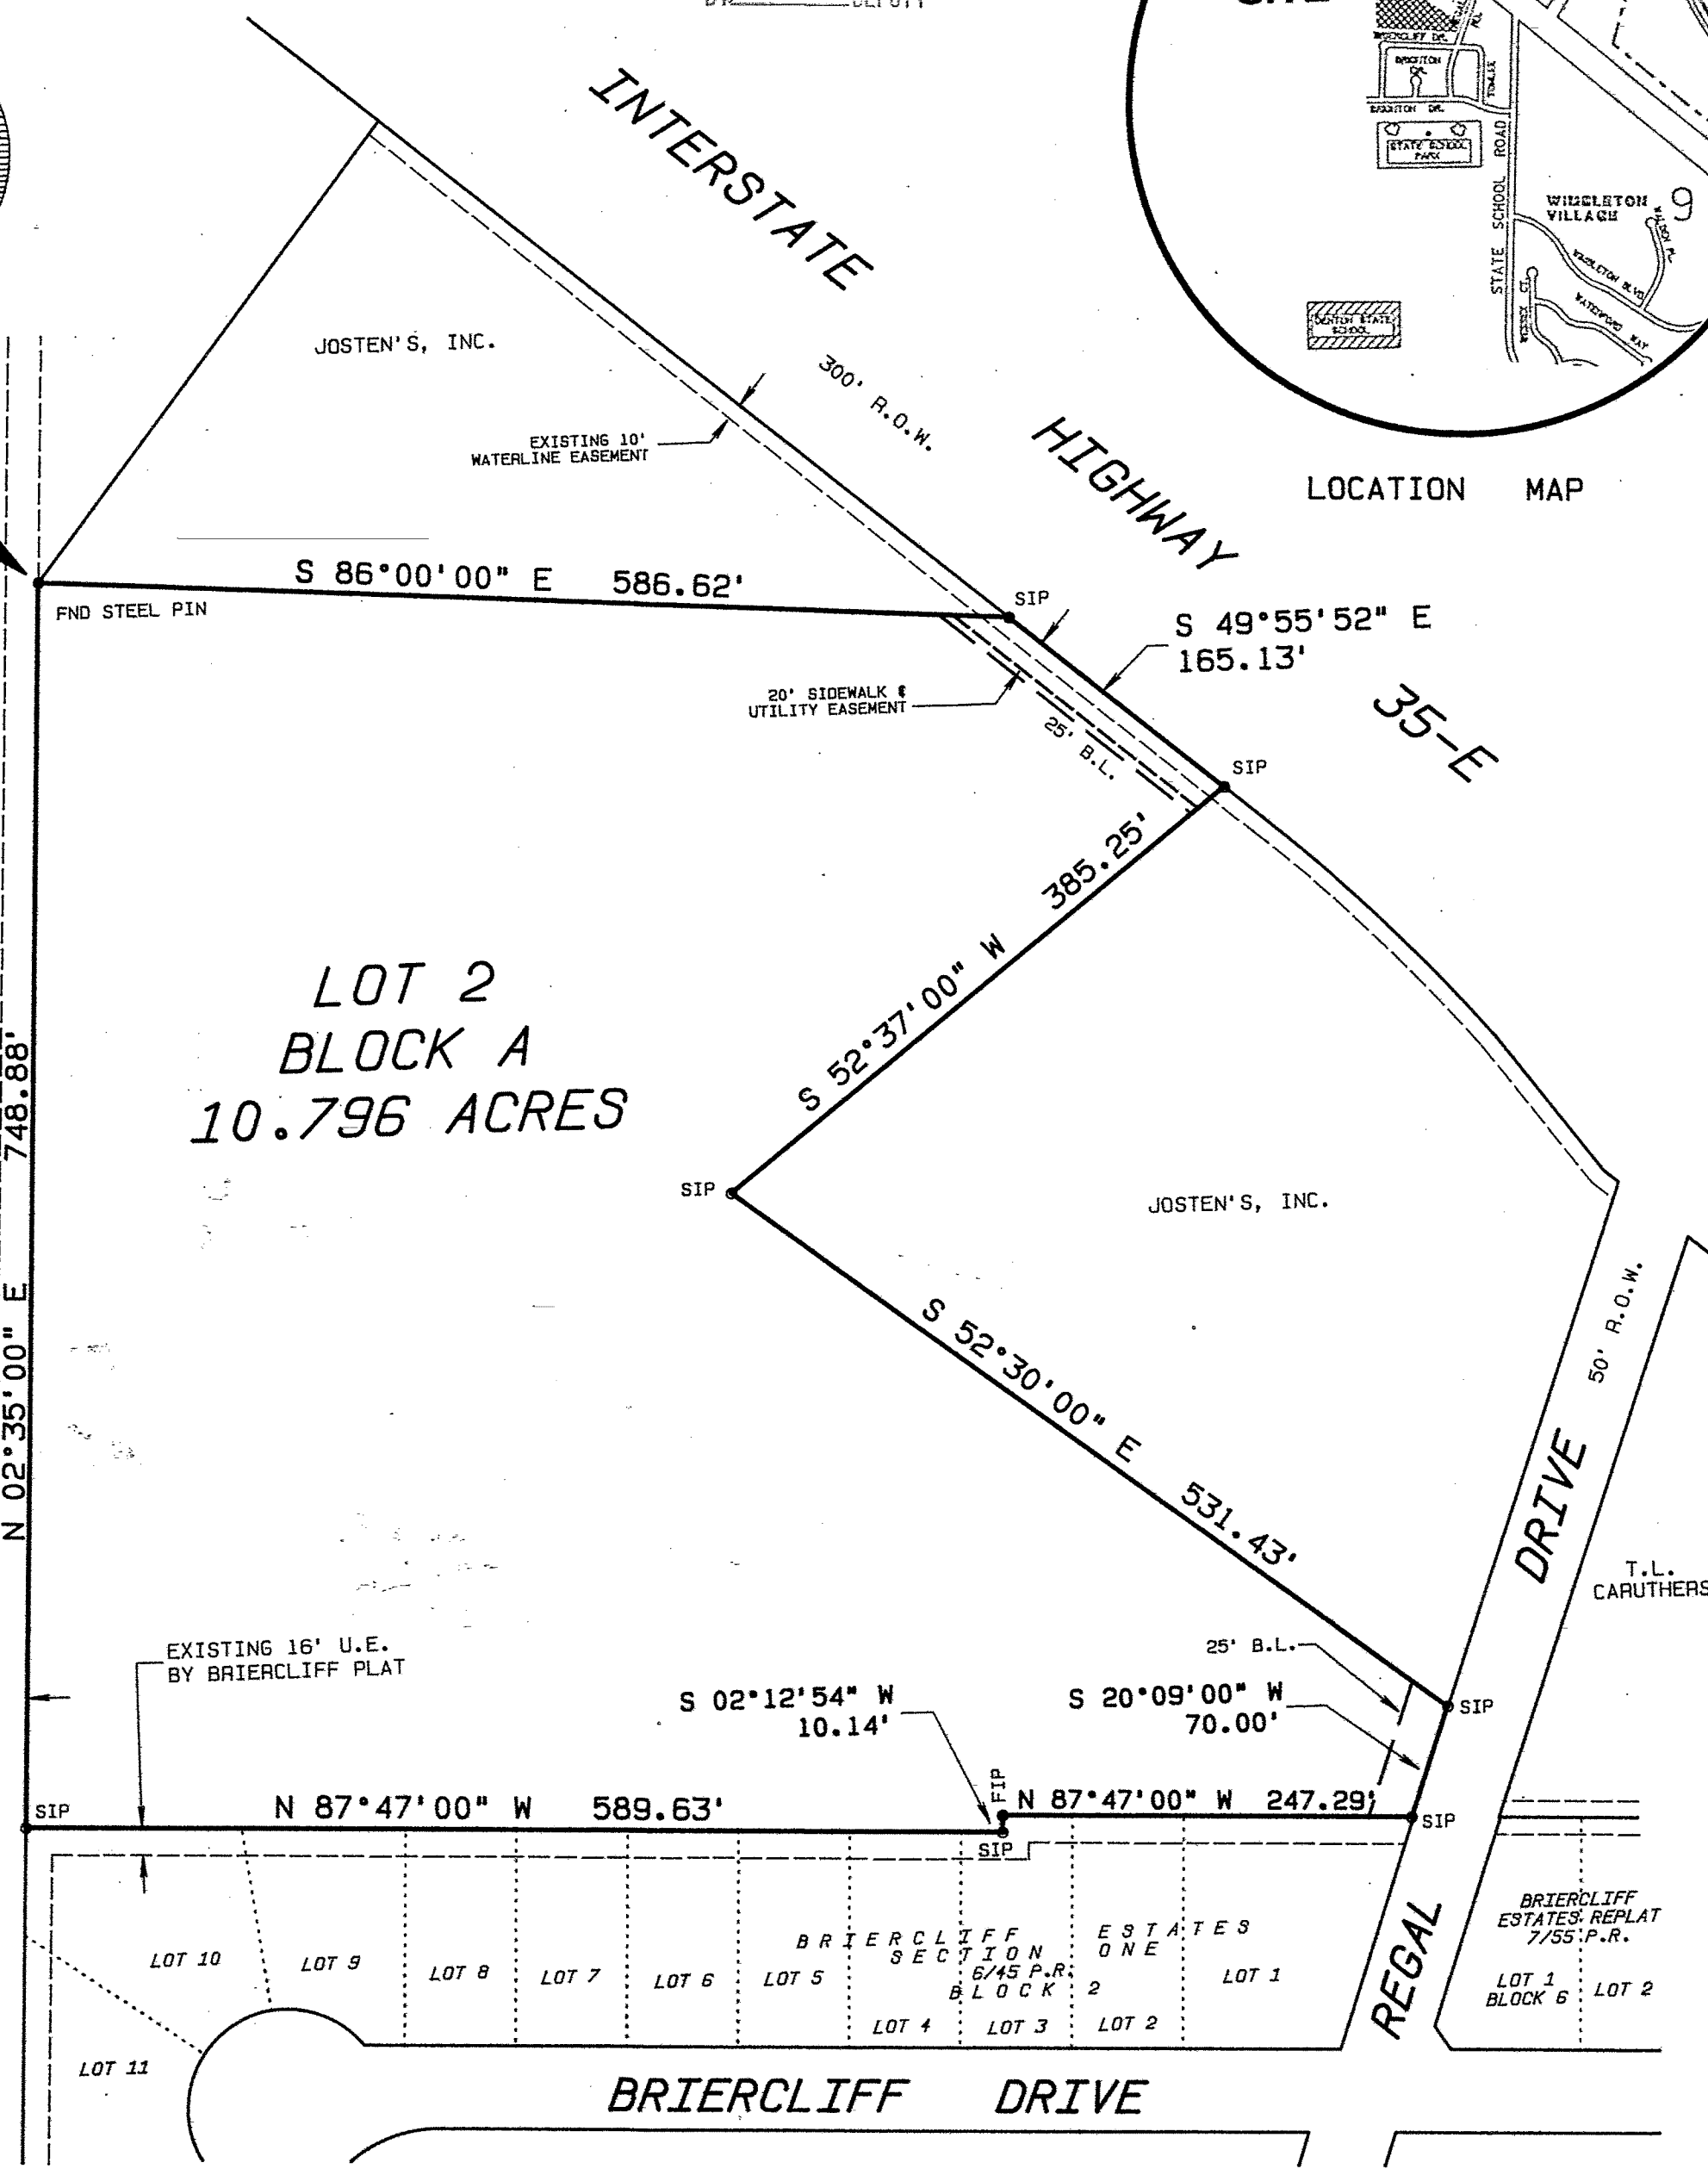 INTERSTATE
HIGHWAY
35-E
300' R.O.W.
STATE SCHOOL
PARK
STATE SCHOOL ROAD
VILLAGE
9
DENTON STATE
SCHOOL
LOCATION MAP
JOSTEN'S, INC.
EXISTING 10'
WATERLINE EASEMENT
S 86°00'00" E 586.62'
FND STEEL PIN
SIP
S 49°55'52" E
165.13'
20' SIDEWALK &
UTILITY EASEMENT
25' B.L.
SIP
385.25'
S 52°37'00" W
LOT 2
BLOCK A
10.796 ACRES
N 02°35'00" E 748.88'
SIP
JOSTEN'S, INC.
S 52°30'00" E 531.43'
50' R.O.W.
REGAL DRIVE
T.L.
CARUTHERS
EXISTING 16' U.E.
BY BRIERCLIFF PLAT
25' B.L.
S 02°12'54" W
10.14'
S 20°09'00" W
70.00'
SIP
SIP
N 87°47'00" W 589.63'
FIP
N 87°47'00" W 247.29'
SIP
SIP
BRIERCLIFF ESTATES
SECTION ONE
6/45 P.R.
BLOCK 2
LOT 10
LOT 9
LOT 8
LOT 7
LOT 6
LOT 5
LOT 4
LOT 3
LOT 2
LOT 1
LOT 11
BRIERCLIFF
ESTATES REPLAT
7/55 P.R.
LOT 1
BLOCK 6
LOT 2
BRIERCLIFF DRIVE